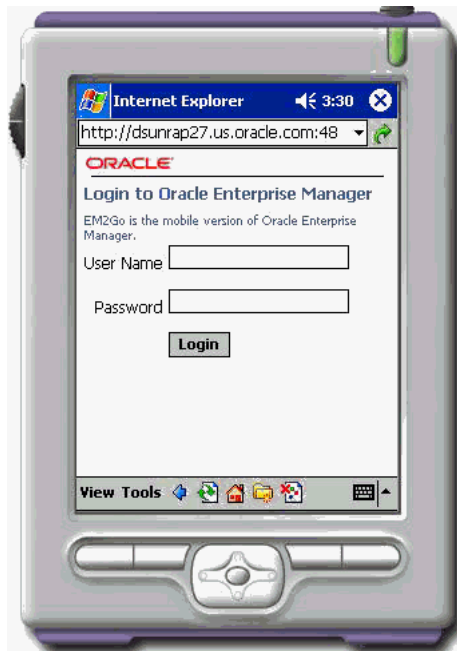 Internet Explorer 3:30
http://dsunrap27.us.oracle.com:48
ORACLE
Login to Oracle Enterprise Manager
EM2Go is the mobile version of Oracle Enterprise
Manager.
User Name
Password
Login
View Tools